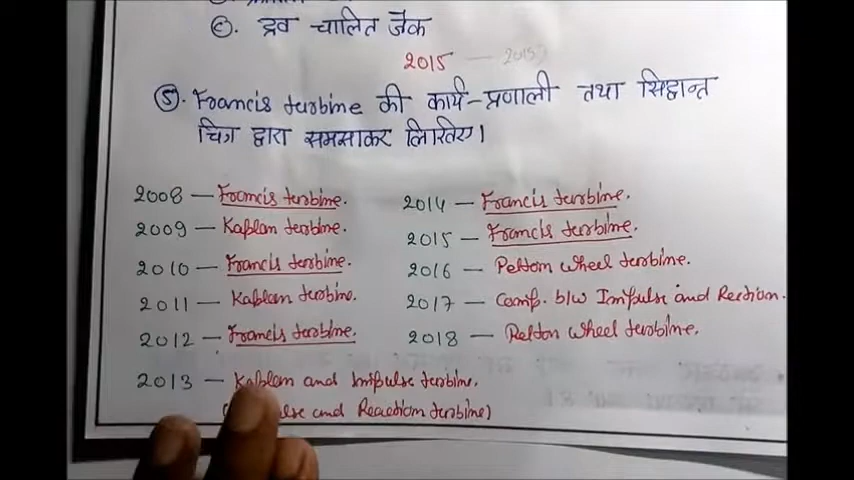 ©. द्रव चालित जैक
2015 — 2015
⑤. Francis turbine की कार्य-प्रणाली तथा सिद्धान्त
चित्र द्वारा समझाकर लिखिए।
2008 — Francis turbine.
2009 — Kaplan turbine.
2010 — Francis turbine.
2011 — Kaplan turbine.
2012 — Francis turbine.
2013 — Kaplan and Impulse turbine.
and Reaction turbine)
2014 — Francis turbine.
2015 — Francis turbine.
2016 — Pelton wheel turbine.
2017 — Comp. b/w Impulse and Rection.
2018 — Pelton wheel turbine.